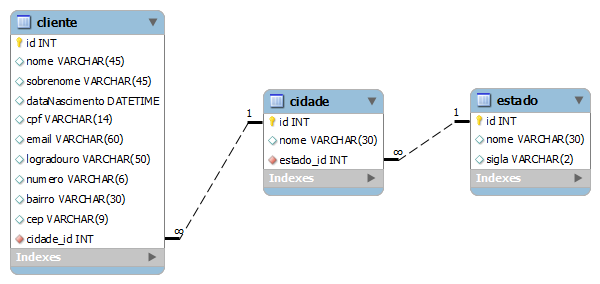 cliente
id INT
nome VARCHAR(45)
sobrenome VARCHAR(45)
dataNascimento DATETIME
cpf VARCHAR(14)
email VARCHAR(60)
logradouro VARCHAR(50)
numero VARCHAR(6)
bairro VARCHAR(30)
cep VARCHAR(9)
cidade_id INT
Indexes
∞
1
cidade
id INT
nome VARCHAR(30)
estado_id INT
Indexes
∞
1
estado
id INT
nome VARCHAR(30)
sigla VARCHAR(2)
Indexes